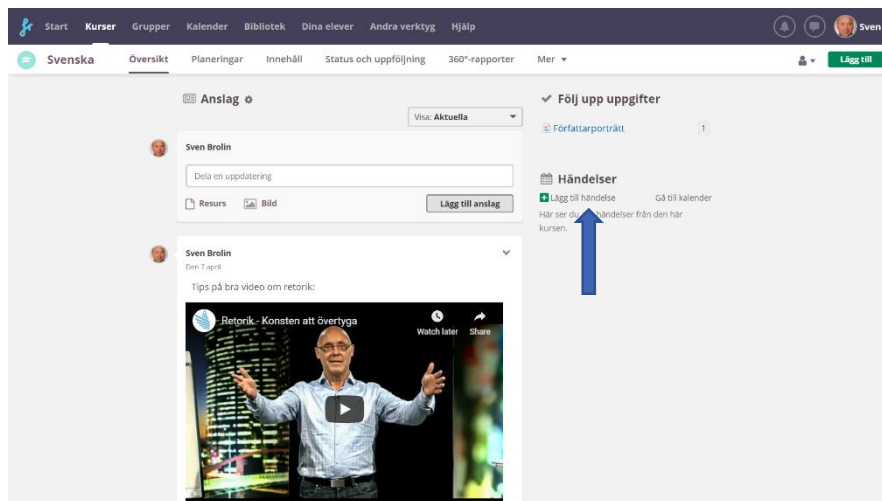 Start Kurser Grupper Kalender Bibliotek Dina elever Andra verktyg Hjälp Sven
Svenska Översikt Planeringar Innehåll Status och uppföljning 360°-rapporter Mer Lägg till
Anslag
Visa: Aktuella
Sven Brolin
Dela en uppdatering
Resurs Bild Lägg till anslag
Sven Brolin
Den 7 april
Tips på bra video om retorik:
Retorik - Konsten att övertyga
Watch later Share
Följ upp uppgifter
Författarporträtt 1
Händelser
Lägg till händelse Gå till kalender
Här ser du händelser från den här
kursen.